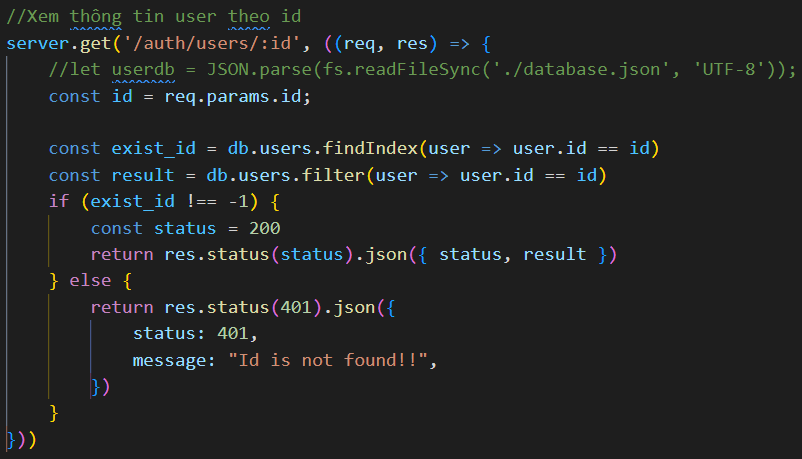 //Xem thông tin user theo id
server.get('/auth/users/:id', ((req, res) => {
    //let userdb = JSON.parse(fs.readFileSync('./database.json', 'UTF-8'));
    const id = req.params.id;

    const exist_id = db.users.findIndex(user => user.id == id)
    const result = db.users.filter(user => user.id == id)
    if (exist_id !== -1) {
        const status = 200
        return res.status(status).json({ status, result })
    } else {
        return res.status(401).json({
            status: 401,
            message: "Id is not found!!",
        })
    }
}))